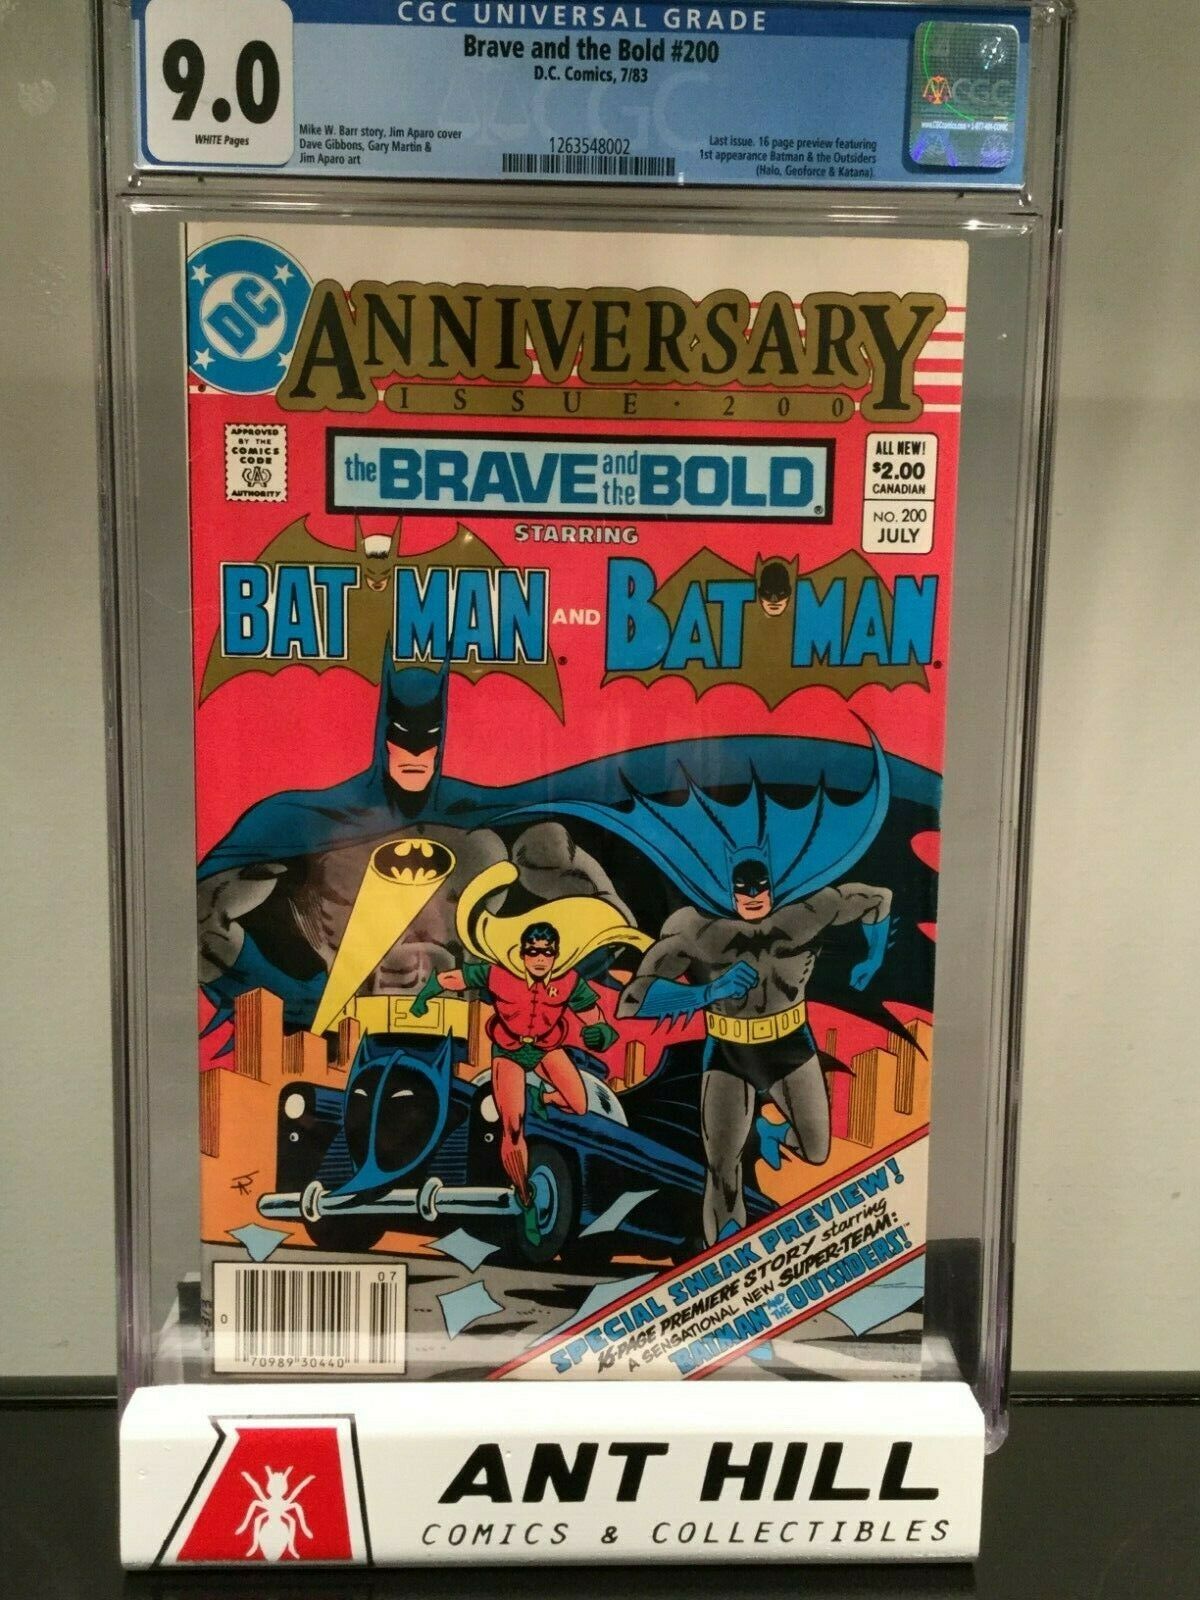 CGC UNIVERSAL GRADE
9.0
WHITE Pages
Brave and the Bold #200
D.C. Comics, 7/83
Mike W. Barr story, Jim Aparo cover
Dave Gibbons, Gary Martin &
Jim Aparo art
1263548002
Last issue. 16 page preview featuring
1st appearance Batman & the Outsiders
(Halo, Geoforce & Katana).
CGC
DC
ANNIVERSARY
ISSUE · 200
APPROVED
BY THE
COMICS
CODE
CA
AUTHORITY
the BRAVE and the BOLD®
ALL NEW!
$2.00
CANADIAN
NO. 200
JULY
STARRING
BATMAN® AND BATMAN®
R
SPECIAL SNEAK PREVIEW!
16-PAGE PREMIERE STORY starring
A SENSATIONAL NEW SUPER-TEAM:
BATMAN AND THE OUTSIDERS!™
07
0 70989 30440
ANT HILL
COMICS & COLLECTIBLES